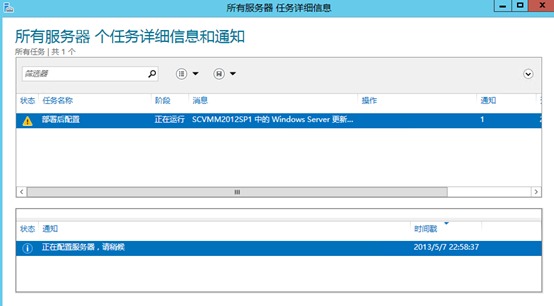 所有服务器 任务详细信息
所有服务器 个任务详细信息和通知
所有任务 | 共 1 个
筛选器
状态 任务名称 阶段 消息 操作 通知
部署后配置 正在运行 SCVMM2012SP1 中的 Windows Server 更新... 1
状态 通知 时间戳
正在配置服务器，请稍候 2013/5/7 22:58:37